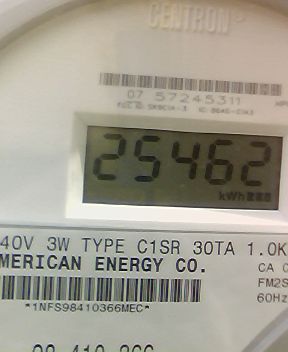 CENTRON®
07 57245311
25462
kWh
40V 3W TYPE C1SR 30TA 1.0K
MERICAN ENERGY CO.
CA 0
FM2S
60Hz
*1NFS98410366MEC*